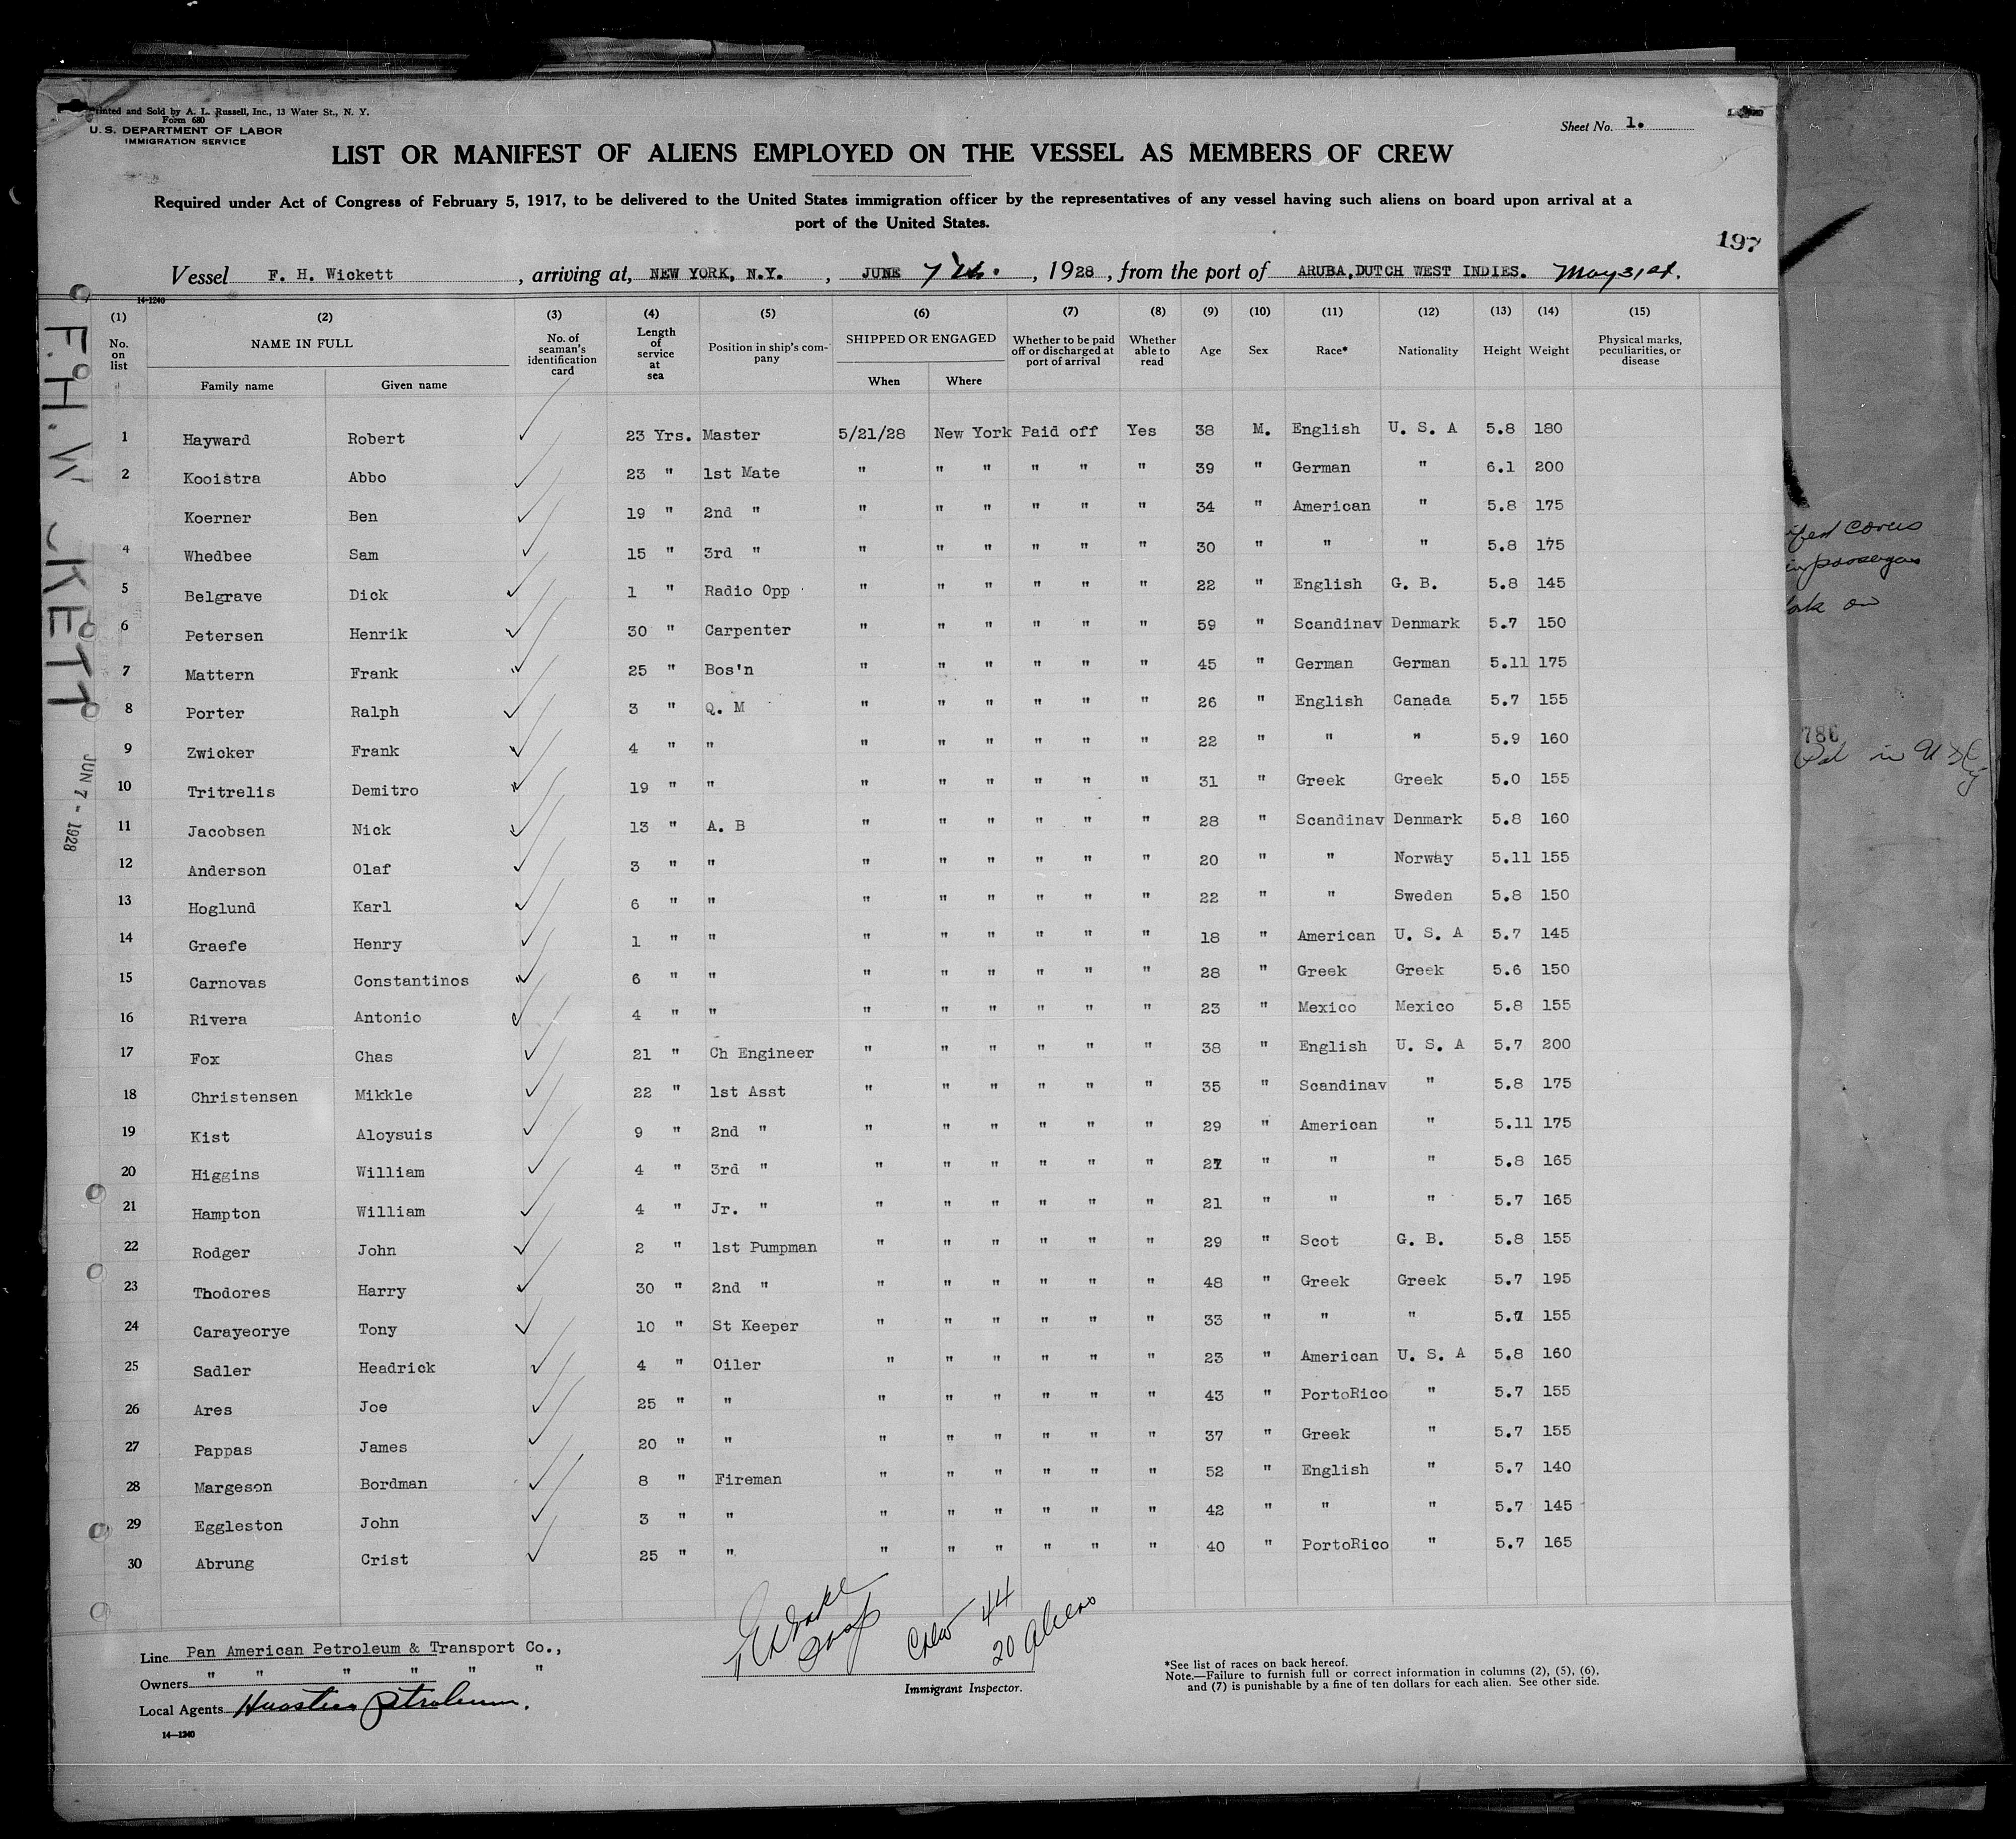 Printed and Sold by A. L. Russell, Inc., 13 Water St., N. Y.
Form 680
U. S. DEPARTMENT OF LABOR
IMMIGRATION SERVICE
Sheet No. 1.
LIST OR MANIFEST OF ALIENS EMPLOYED ON THE VESSEL AS MEMBERS OF CREW
Required under Act of Congress of February 5, 1917, to be delivered to the United States immigration officer by the representatives of any vessel having such aliens on board upon arrival at a
port of the United States.
197
Vessel F. H. Wickett, arriving at, NEW YORK, N.Y., JUNE 7th., 1928, from the port of ARUBA,DUTCH WEST INDIES. May 31st.
14-1240
(1) (2) (3) (4) (5) (6) (7) (8) (9) (10) (11) (12) (13) (14) (15)
No. on list NAME IN FULL Family name Given name No. of seaman's identification card Length of service at sea Position in ship's company SHIPPED OR ENGAGED When Where Whether to be paid off or discharged at port of arrival Whether able to read Age Sex Race* Nationality Height Weight Physical marks, peculiarities, or disease
1 Hayward Robert 23 Yrs. Master 5/21/28 New York Paid off Yes 38 M. English U. S. A 5.8 180
2 Kooistra Abbo 23 " 1st Mate " " " " " " 39 " German " 6.1 200
Koerner Ben 19 " 2nd " " " " " " " 34 " American " 5.8 175
4 Whedbee Sam 15 " 3rd " " " " " " " 30 " " " 5.8 175
5 Belgrave Dick 1 " Radio Opp " " " " " " 22 " English G. B. 5.8 145
6 Petersen Henrik 30 " Carpenter " " " " " " 59 " Scandinav Denmark 5.7 150
7 Mattern Frank 25 " Bos'n " " " " " " 45 " German German 5.11 175
8 Porter Ralph 3 " Q. M " " " " " " 26 " English Canada 5.7 155
9 Zwicker Frank 4 " " " " " " " " 22 " " " 5.9 160
10 Tritrelis Demitro 19 " " " " " " " " 31 " Greek Greek 5.0 155
11 Jacobsen Nick 13 " A. B " " " " " " 28 " Scandinav Denmark 5.8 160
12 Anderson Olaf 3 " " " " " " " " 20 " " Norway 5.11 155
13 Hoglund Karl 6 " " " " " " " " 22 " " Sweden 5.8 150
14 Graefe Henry 1 " " " " " " " " 18 " American U. S. A 5.7 145
15 Carnovas Constantinos 6 " " " " " " " " 28 " Greek Greek 5.6 150
16 Rivera Antonio 4 " " " " " " " " 23 " Mexico Mexico 5.8 155
17 Fox Chas 21 " Ch Engineer " " " " " " 38 " English U. S. A 5.7 200
18 Christensen Mikkle 22 " 1st Asst " " " " " " 35 " Scandinav " 5.8 175
19 Kist Aloysuis 9 " 2nd " " " " " " " 29 " American " 5.11 175
20 Higgins William 4 " 3rd " " " " " " " 27 " " " 5.8 165
21 Hampton William 4 " Jr. " " " " " " " 21 " " " 5.7 165
22 Rodger John 2 " 1st Pumpman " " " " " " 29 " Scot G. B. 5.8 155
23 Thodores Harry 30 " 2nd " " " " " " " 48 " Greek Greek 5.7 195
24 Carayeorye Tony 10 " St Keeper " " " " " " 33 " " " 5.7 155
25 Sadler Headrick 4 " Oiler " " " " " " 23 " American U. S. A 5.8 160
26 Ares Joe 25 " " " " " " " " 43 " PortoRico " 5.7 155
27 Pappas James 20 " " " " " " " " 37 " Greek " 5.7 155
28 Margeson Bordman 8 " Fireman " " " " " " 52 " English " 5.7 140
29 Eggleston John 3 " " " " " " " " 42 " " " 5.7 145
30 Abrung Crist 25 " " " " " " " " 40 " PortoRico " 5.7 165
Crew 44
20 Aliens
Immigrant Inspector.
Line Pan American Petroleum & Transport Co.,
Owners " " " " " "
Local Agents Huasteca Petroleum.
14-1240
*See list of races on back hereof.
Note.—Failure to furnish full or correct information in columns (2), (5), (6),
and (7) is punishable by a fine of ten dollars for each alien. See other side.
JUN 7 - 1928
covers
786
in